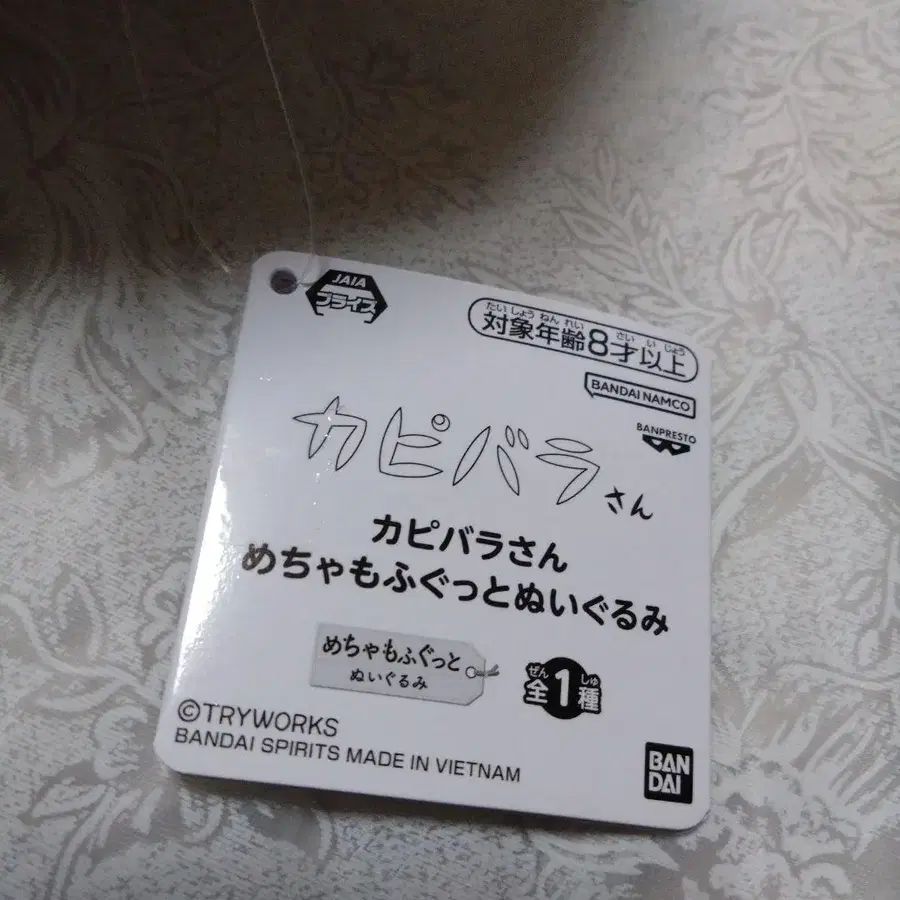 JAIA
プライズ
たいしょうねんれい さいいじょう
対象年齢8才以上
BANDAI NAMCO
BANPRESTO
カピバラさん
カピバラさん
めちゃもふぐっとぬいぐるみ
めちゃもふぐっと
ぬいぐるみ
ぜん しゅ
全1種
©TRYWORKS
BANDAI SPIRITS MADE IN VIETNAM
BAN
DAI